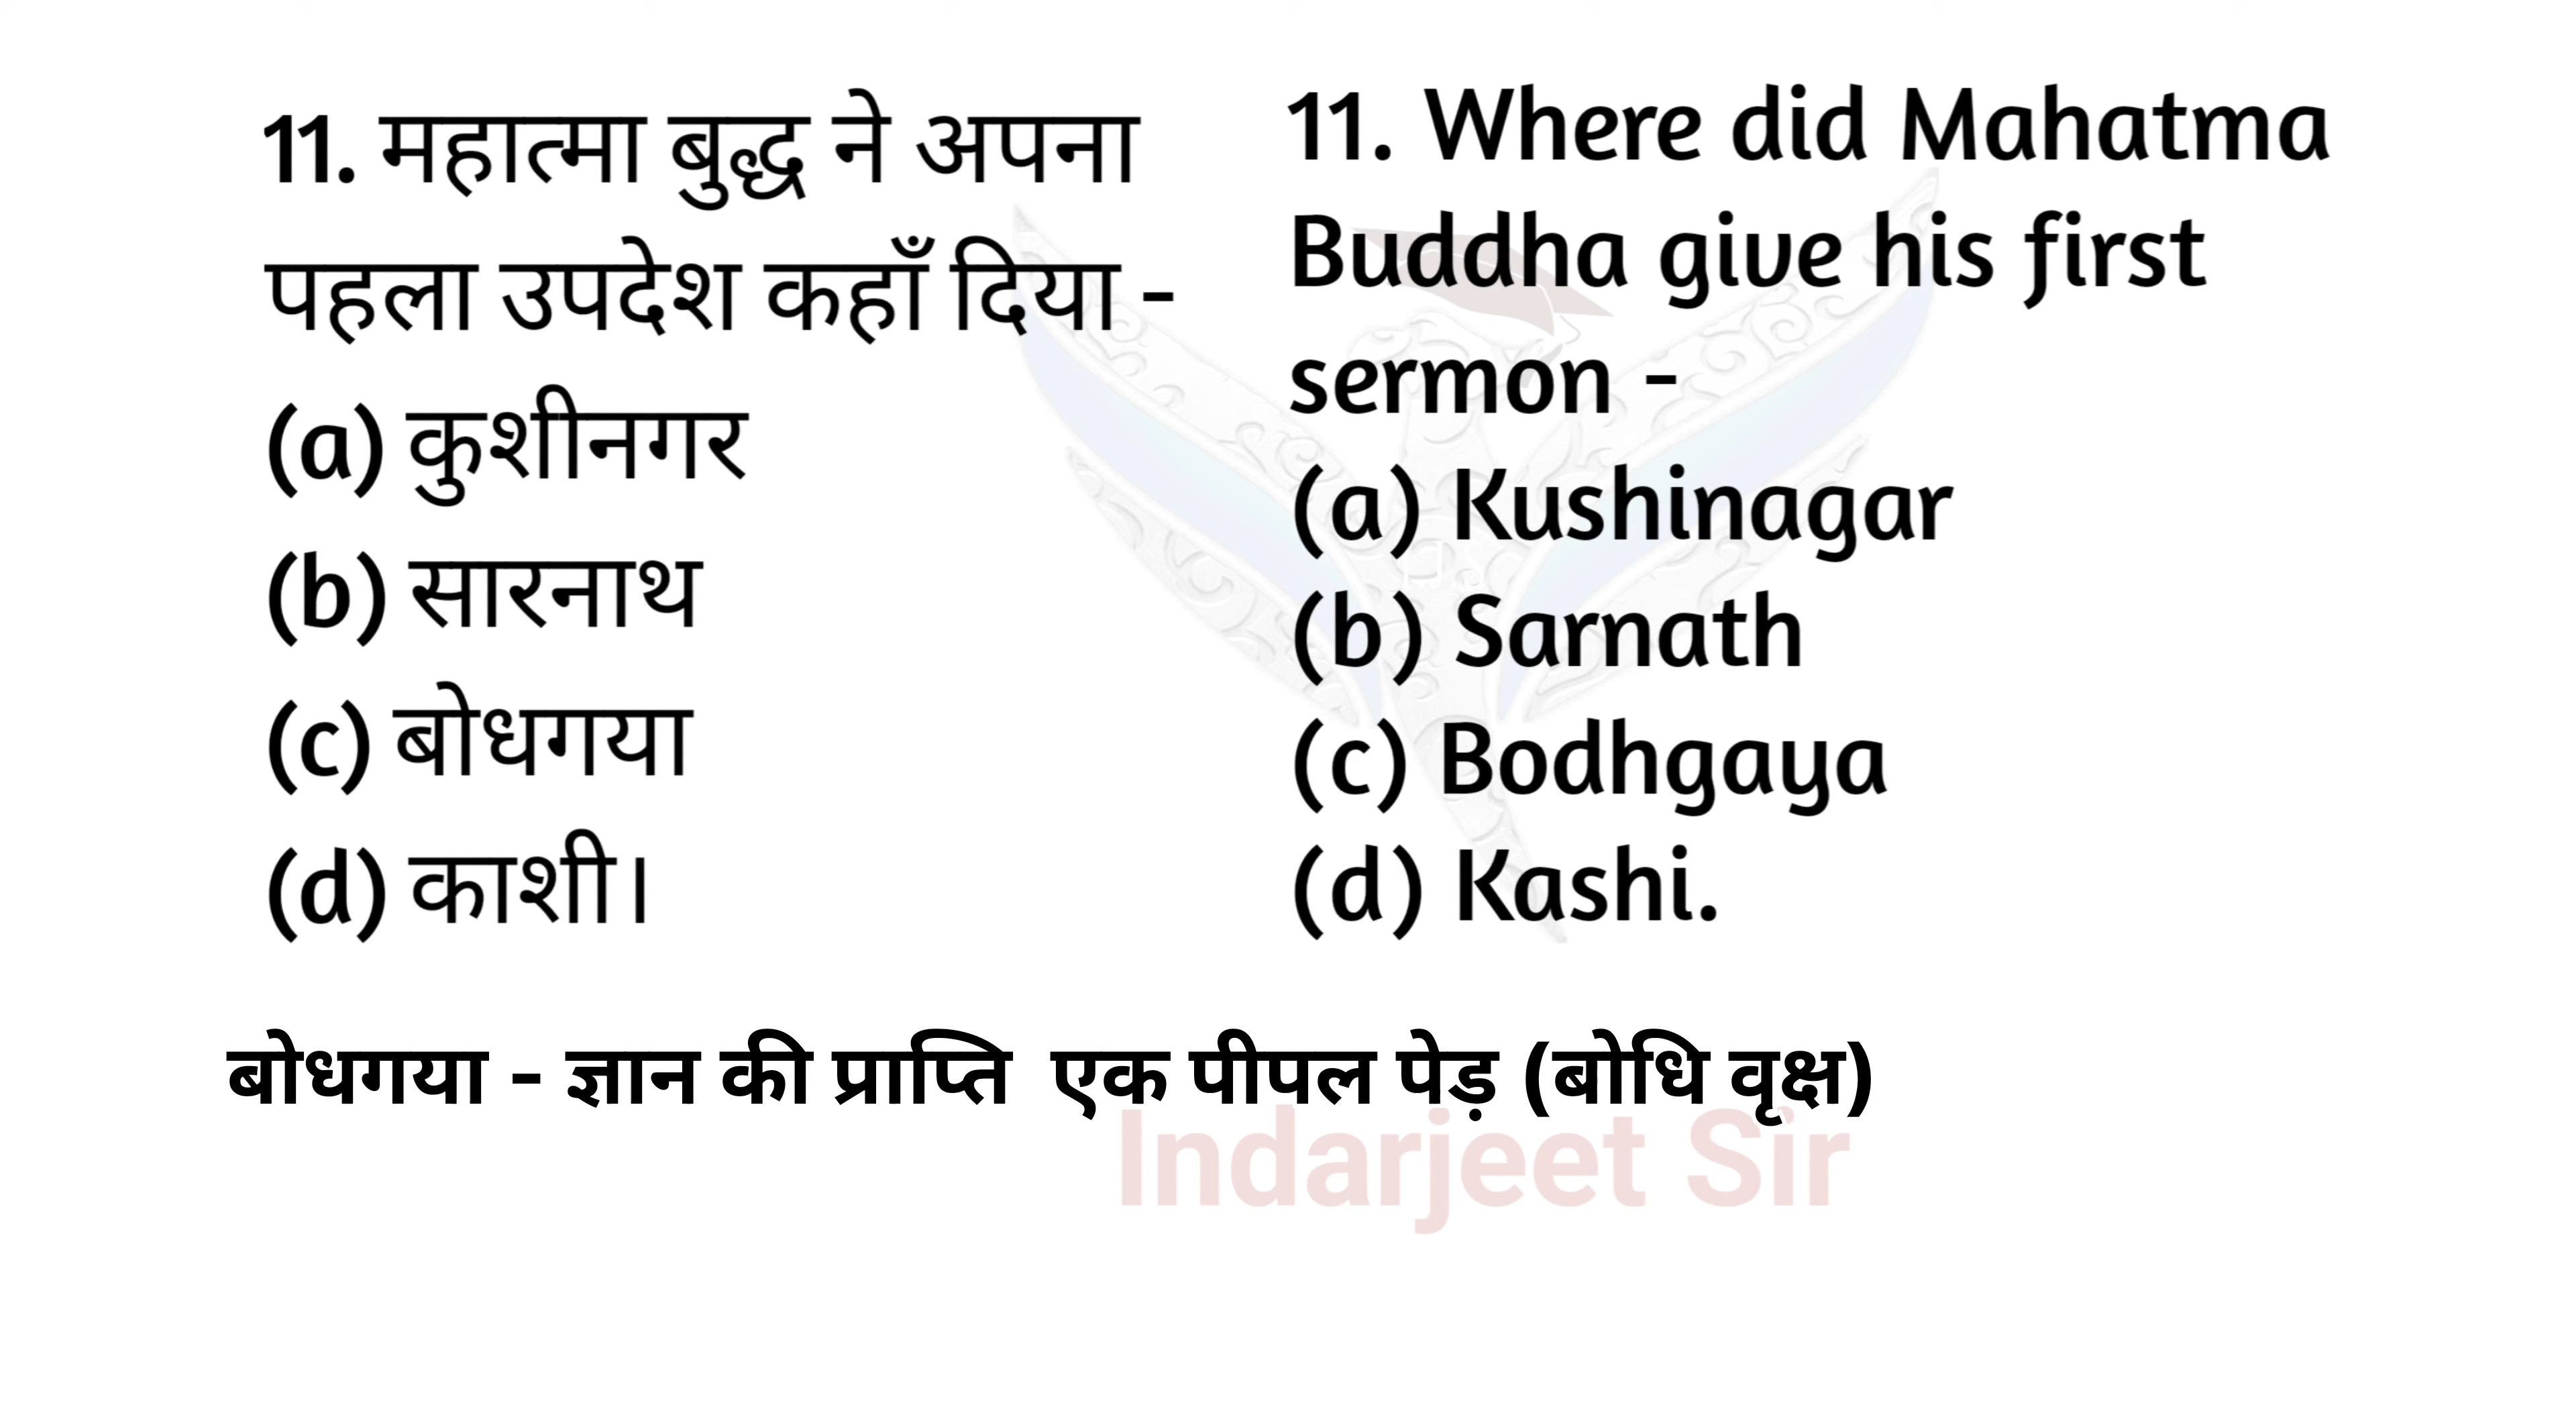 11. महात्मा बुद्ध ने अपना
पहला उपदेश कहाँ दिया -
(a) कुशीनगर
(b) सारनाथ
(c) बोधगया
(d) काशी।
11. Where did Mahatma
Buddha give his first
sermon -
(a) Kushinagar
(b) Sarnath
(c) Bodhgaya
(d) Kashi.
बोधगया - ज्ञान की प्राप्ति  एक पीपल पेड़ (बोधि वृक्ष)
Indarjeet Sir